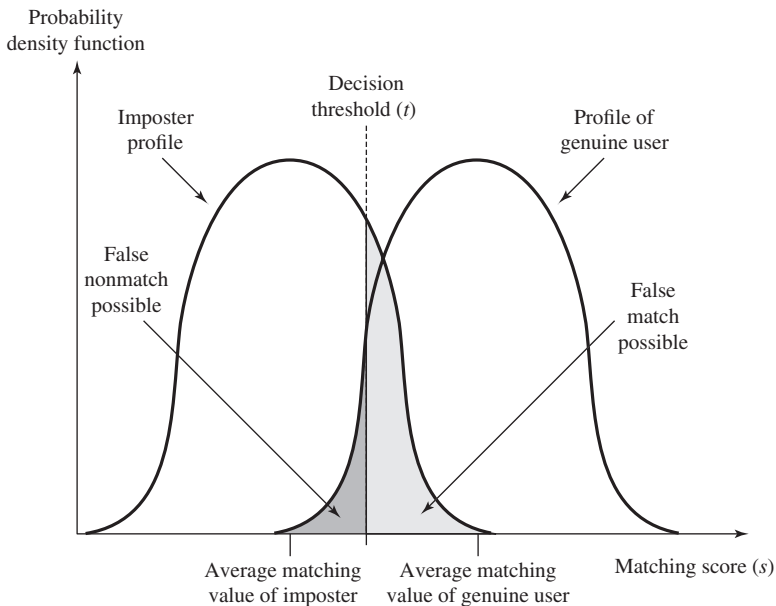 Probability
density function
Decision
threshold (t)
Imposter
profile
Profile of
genuine user
False
nonmatch
possible
False
match
possible
Average matching
value of imposter
Average matching
value of genuine user
Matching score (s)